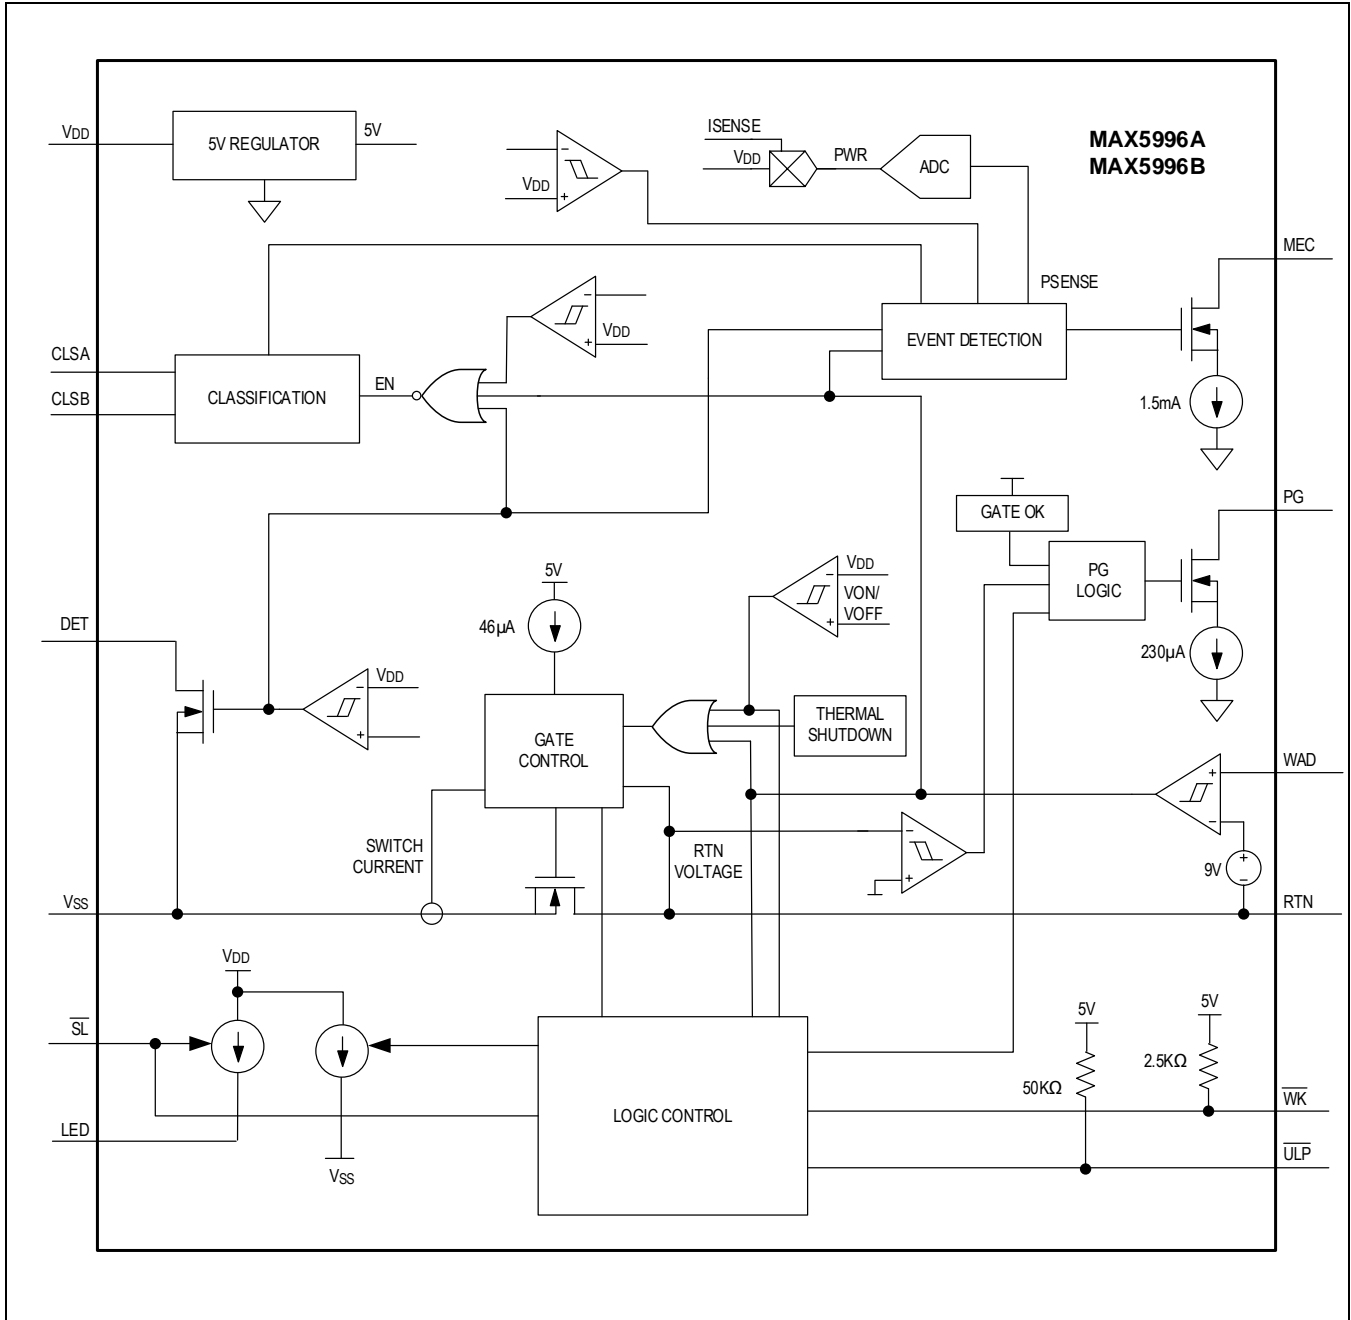 MAX5996A
MAX5996B
VDD
5V REGULATOR
5V
ISENSE
VDD
PWR
ADC
−
VDD
+
MEC
PSENSE
EVENT DETECTION
−
VDD
+
CLSA
CLSB
CLASSIFICATION
EN
1.5mA
GATE OK
PG
PG
LOGIC
230µA
5V
46µA
−
VDD
VON/
VOFF
+
DET
−
VDD
+
GATE
CONTROL
THERMAL
SHUTDOWN
WAD
+
−
SWITCH
CURRENT
RTN
VOLTAGE
−
+
9V
+
−
VSS
RTN
VDD
SL
LED
VSS
LOGIC CONTROL
5V
50KΩ
5V
2.5KΩ
WK
ULP